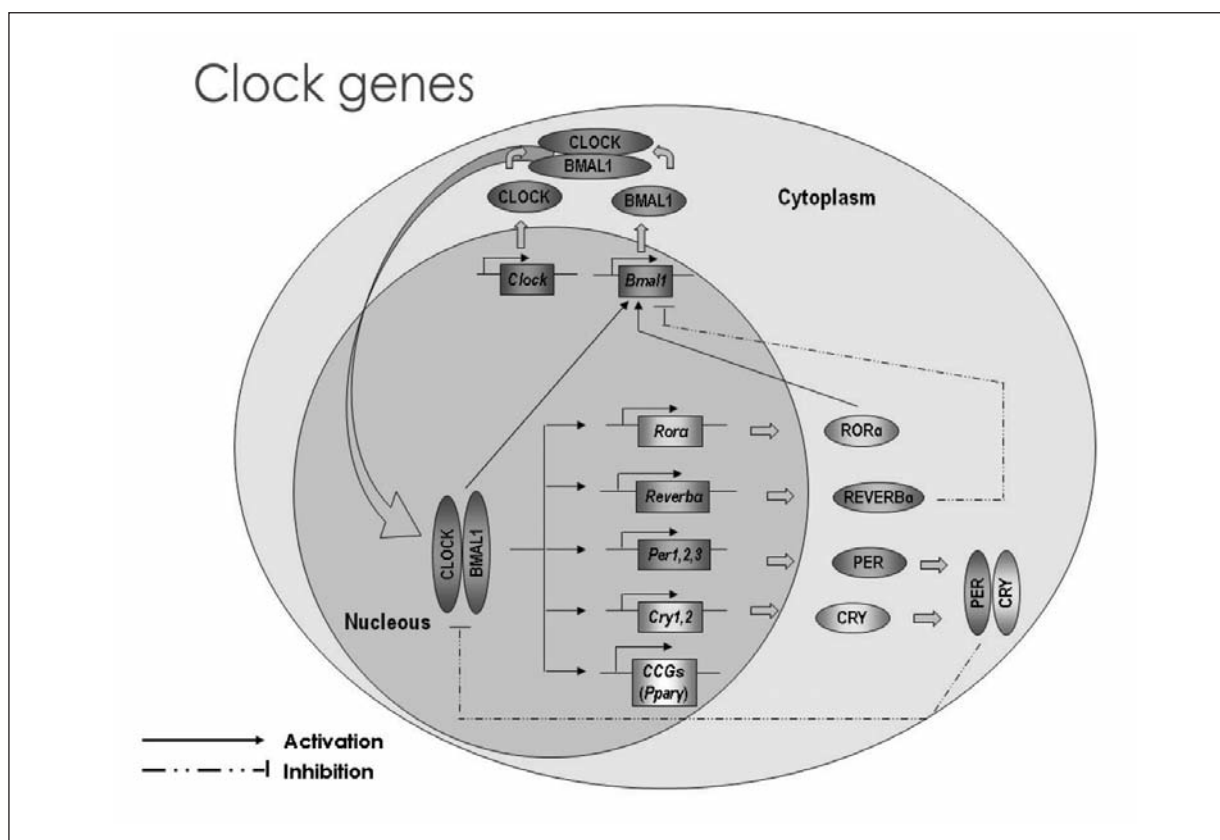 Clock genes
CLOCK
BMAL1
CLOCK
BMAL1
Cytoplasm
Clock
Bmal1
Rorα
RORα
Reverbα
REVERBα
CLOCK
BMAL1
Per1,2,3
PER
PER
CRY
Nucleous
Cry1,2
CRY
CCGs
(Pparγ)
Activation
Inhibition